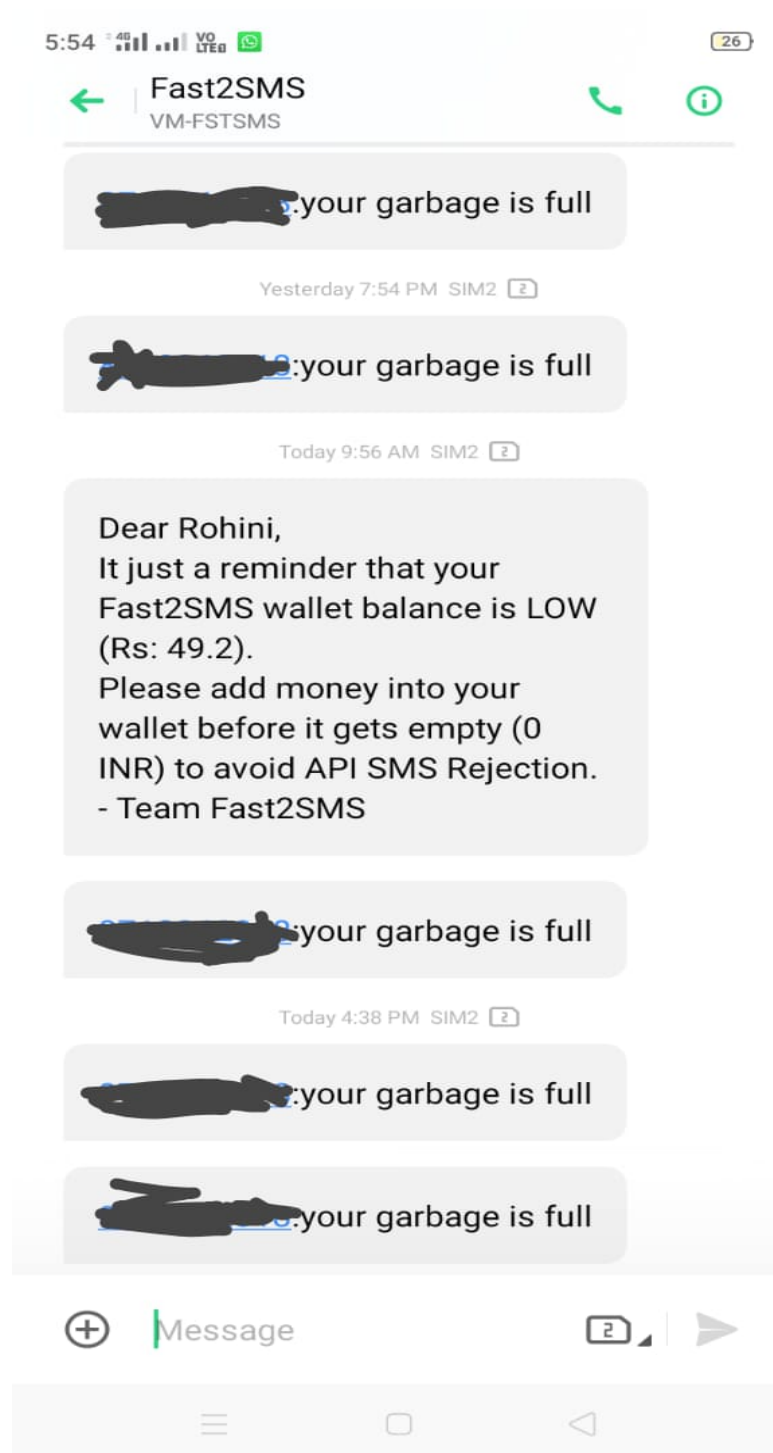 5:54 4G VO LTE 26
Fast2SMS
VM-FSTSMS
:your garbage is full
Yesterday 7:54 PM SIM2 2
:your garbage is full
Today 9:56 AM SIM2 2
Dear Rohini,
It just a reminder that your
Fast2SMS wallet balance is LOW
(Rs: 49.2).
Please add money into your
wallet before it gets empty (0
INR) to avoid API SMS Rejection.
- Team Fast2SMS
:your garbage is full
Today 4:38 PM SIM2 2
:your garbage is full
:your garbage is full
Message 2